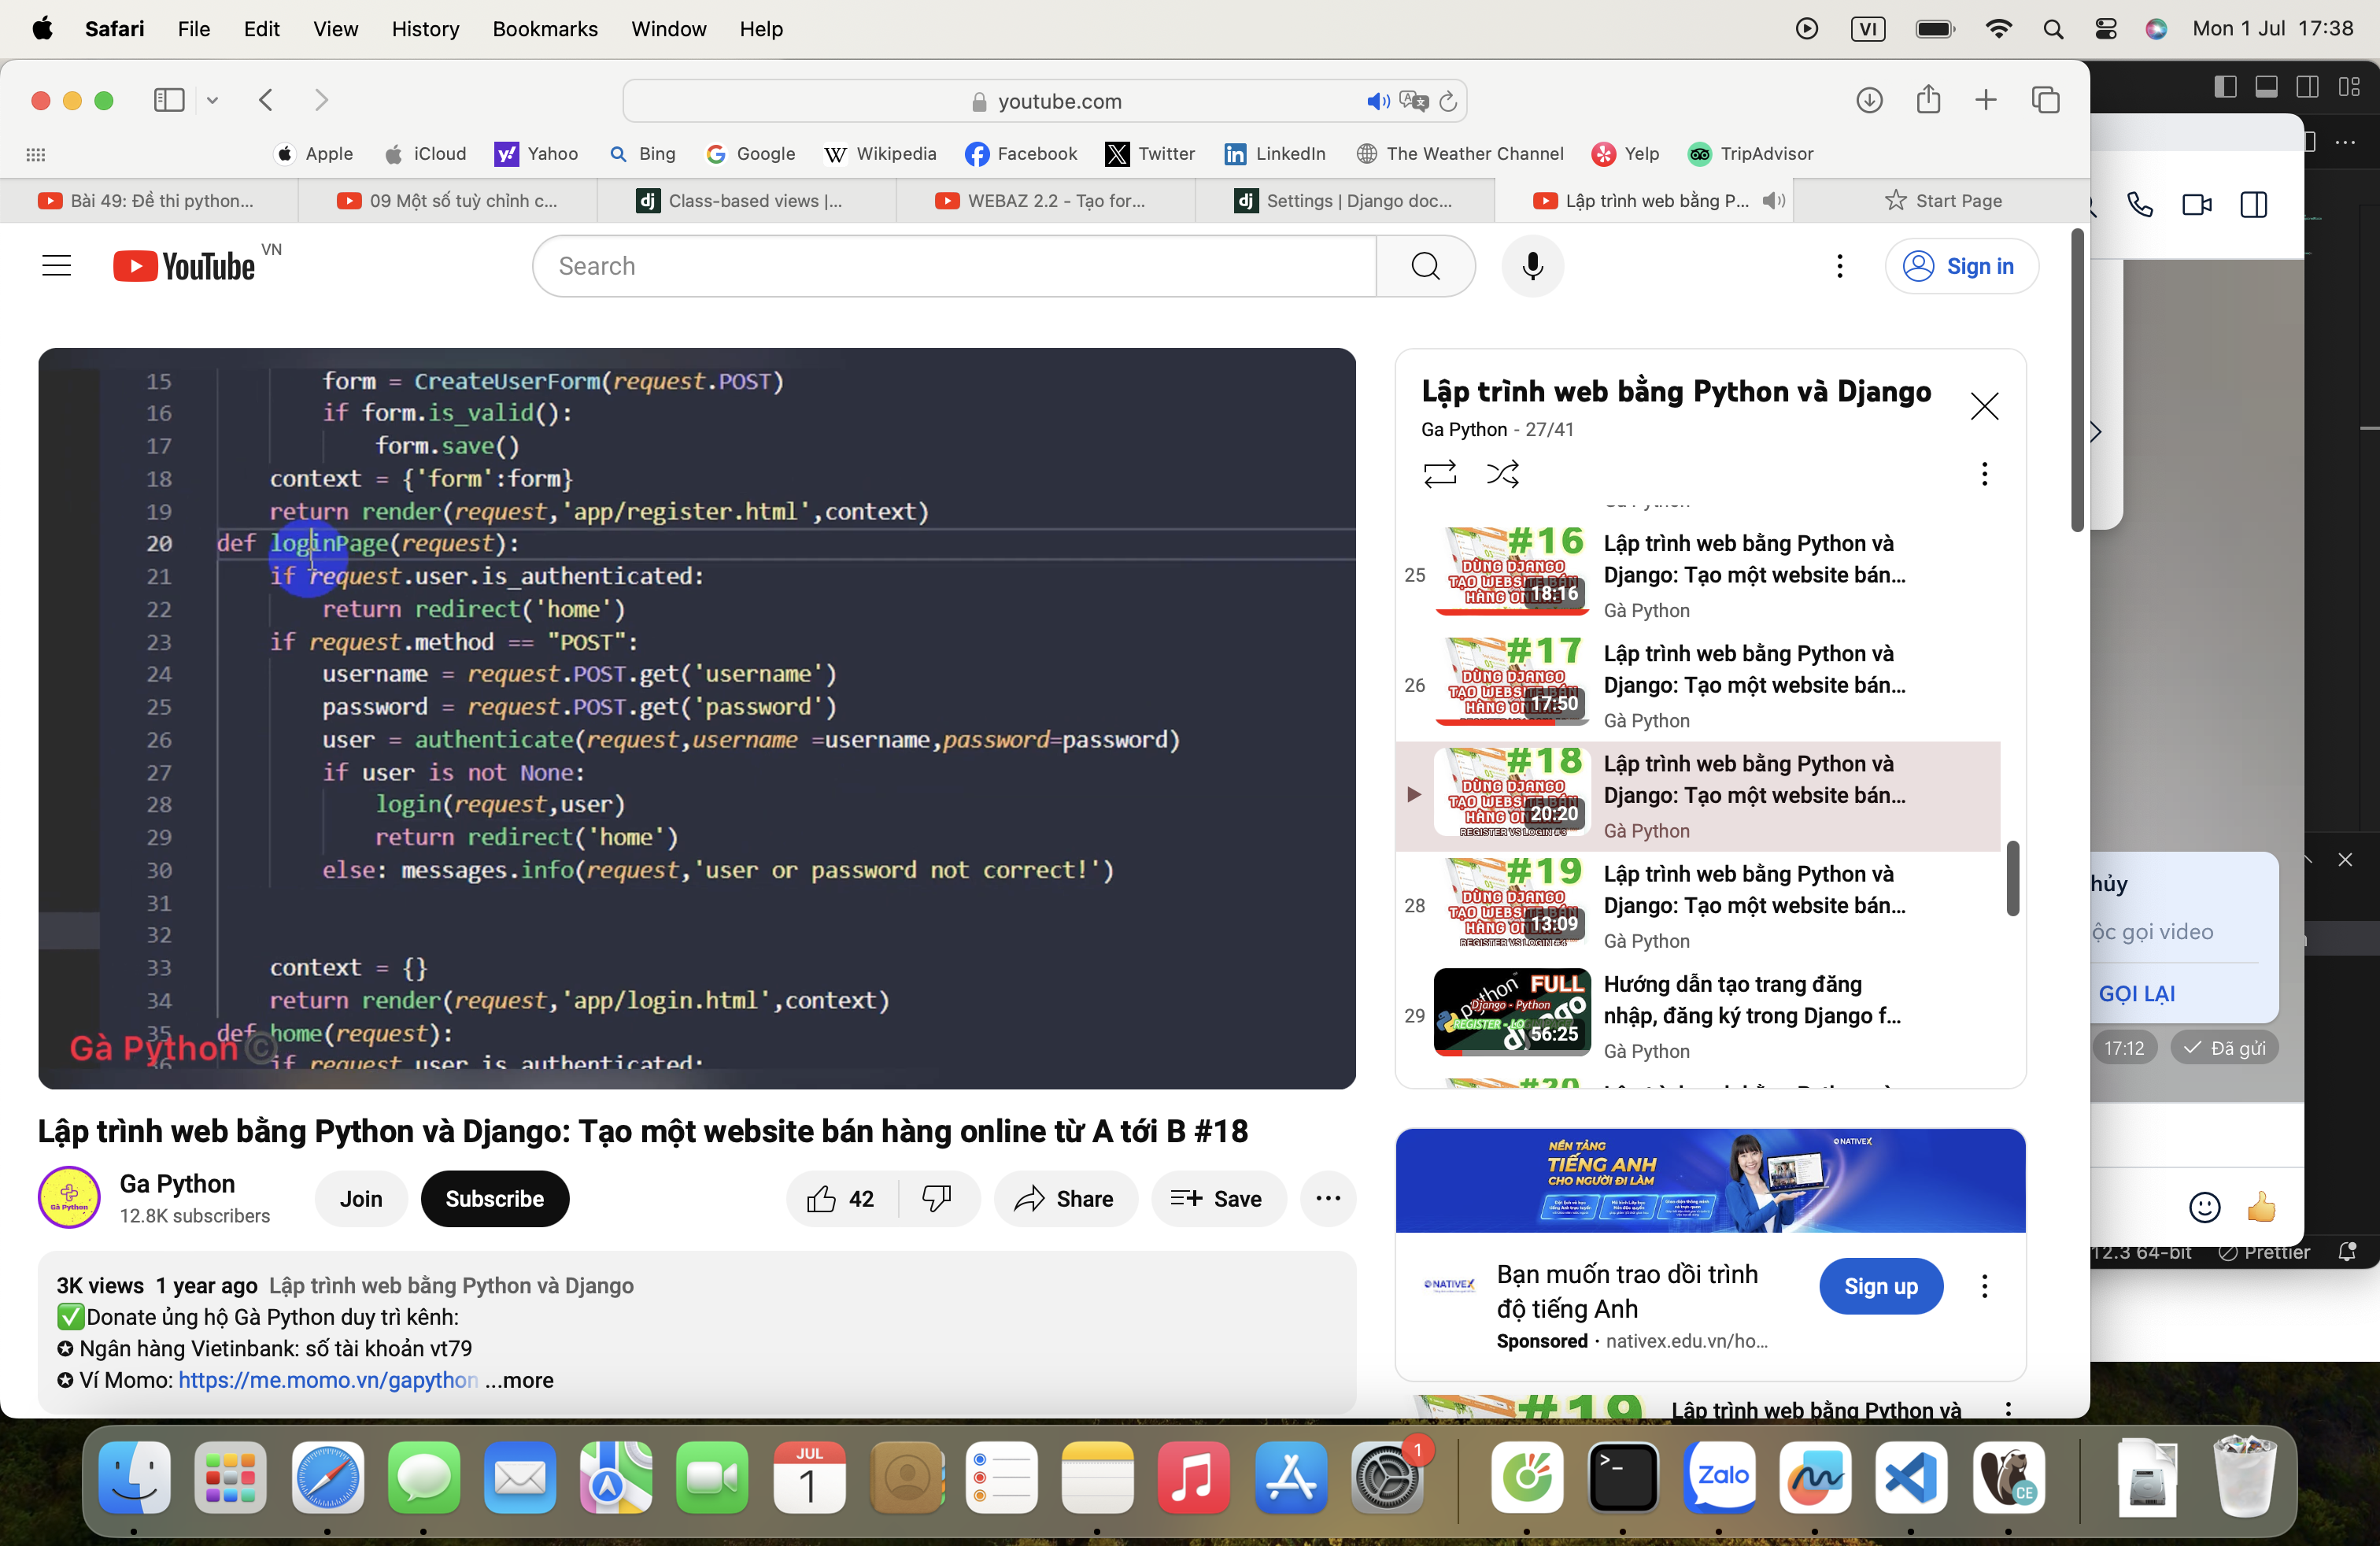 Safari File Edit View History Bookmarks Window Help
VI
Mon 1 Jul 17:38
youtube.com
Apple iCloud Yahoo Bing Google Wikipedia Facebook Twitter LinkedIn The Weather Channel Yelp TripAdvisor
Bài 49: Đề thi python...
09 Một số tuỳ chỉnh c...
Class-based views |...
WEBAZ 2.2 - Tạo for...
Settings | Django doc...
Lập trình web bằng P...
Start Page
YouTube VN
Search
Sign in
15 form = CreateUserForm(request.POST)
16 if form.is_valid():
17 form.save()
18 context = {'form':form}
19 return render(request,'app/register.html',context)
20 def loginPage(request):
21 if request.user.is_authenticated:
22 return redirect('home')
23 if request.method == "POST":
24 username = request.POST.get('username')
25 password = request.POST.get('password')
26 user = authenticate(request,username =username,password=password)
27 if user is not None:
28 login(request,user)
29 return redirect('home')
30 else: messages.info(request,'user or password not correct!')
31
32
33 context = {}
34 return render(request,'app/login.html',context)
35 def home(request):
36 if request.user.is_authenticated:
Gà Python ©
Lập trình web bằng Python và Django: Tạo một website bán hàng online từ A tới B #18
Ga Python
12.8K subscribers
Join
Subscribe
42
Share
Save
3K views 1 year ago Lập trình web bằng Python và Django
✅Donate ủng hộ Gà Python duy trì kênh:
✪ Ngân hàng Vietinbank: số tài khoản vt79
✪ Ví Momo: https://me.momo.vn/gapython ...more
Lập trình web bằng Python và Django
Ga Python - 27/41
25
#16
DÙNG DJANGO
TẠO WEBSITE BÁN
HÀNG ON
18:16
Lập trình web bằng Python và
Django: Tạo một website bán...
Gà Python
26
#17
DÙNG DJANGO
TẠO WEBSITE BÁN
HÀNG ON
17:50
Lập trình web bằng Python và
Django: Tạo một website bán...
Gà Python
#18
DÙNG DJANGO
TẠO WEBSITE BÁN
HÀNG ON
20:20
REGISTER VS LOGIN #3
Lập trình web bằng Python và
Django: Tạo một website bán...
Gà Python
28
#19
DÙNG DJANGO
TẠO WEBSITE BÁN
HÀNG ON
13:09
REGISTER VS LOGIN #4
Lập trình web bằng Python và
Django: Tạo một website bán...
Gà Python
29
python FULL
Django - Python
REGISTER - LO
django
56:25
Hướng dẫn tạo trang đăng
nhập, đăng ký trong Django f...
Gà Python
#20
NỀN TẢNG
TIẾNG ANH
CHO NGƯỜI ĐI LÀM
NATIVEX
NATIVEX
Bạn muốn trao dồi trình
độ tiếng Anh
Sponsored · nativex.edu.vn/ho...
Sign up
#19
Lập trình web bằng Python và
hủy
ộc gọi video
GỌI LẠI
17:12
Đã gửi
12.3 64-bit
Prettier
JUL
1
1
Zalo
CE